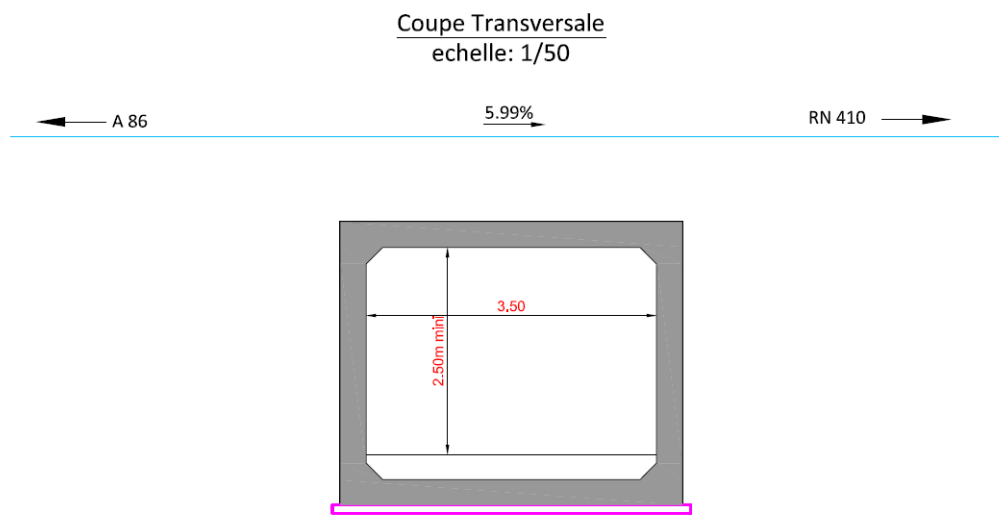 Coupe Transversale
echelle: 1/50
A 86
5.99%
RN 410
3,50
2.50m mini